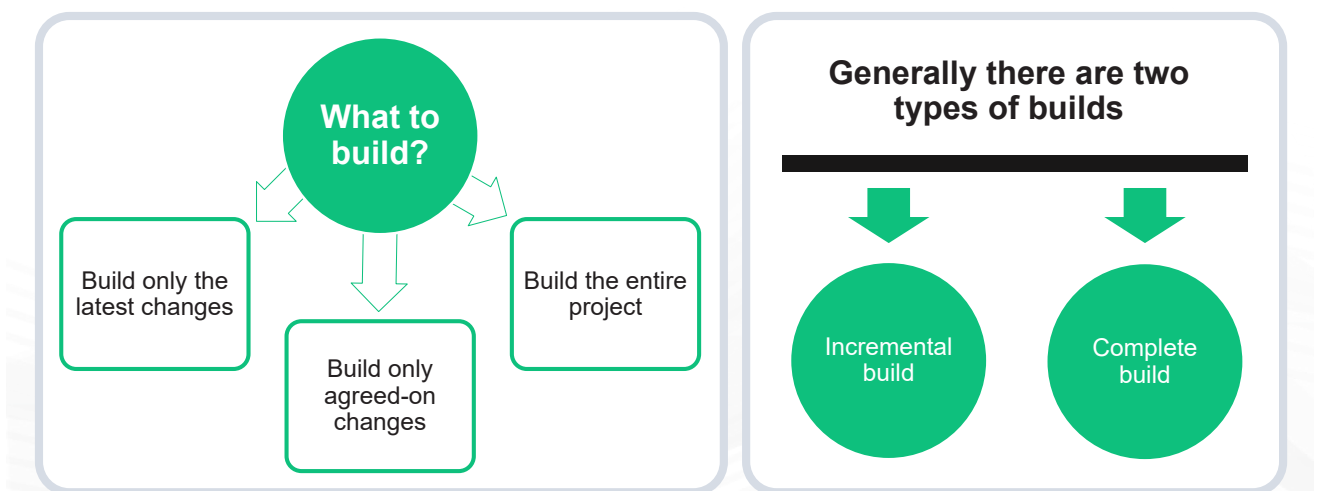 What to
build?
Build only the
latest changes
Build only
agreed-on
changes
Build the entire
project
Generally there are two
types of builds
Incremental
build
Complete
build